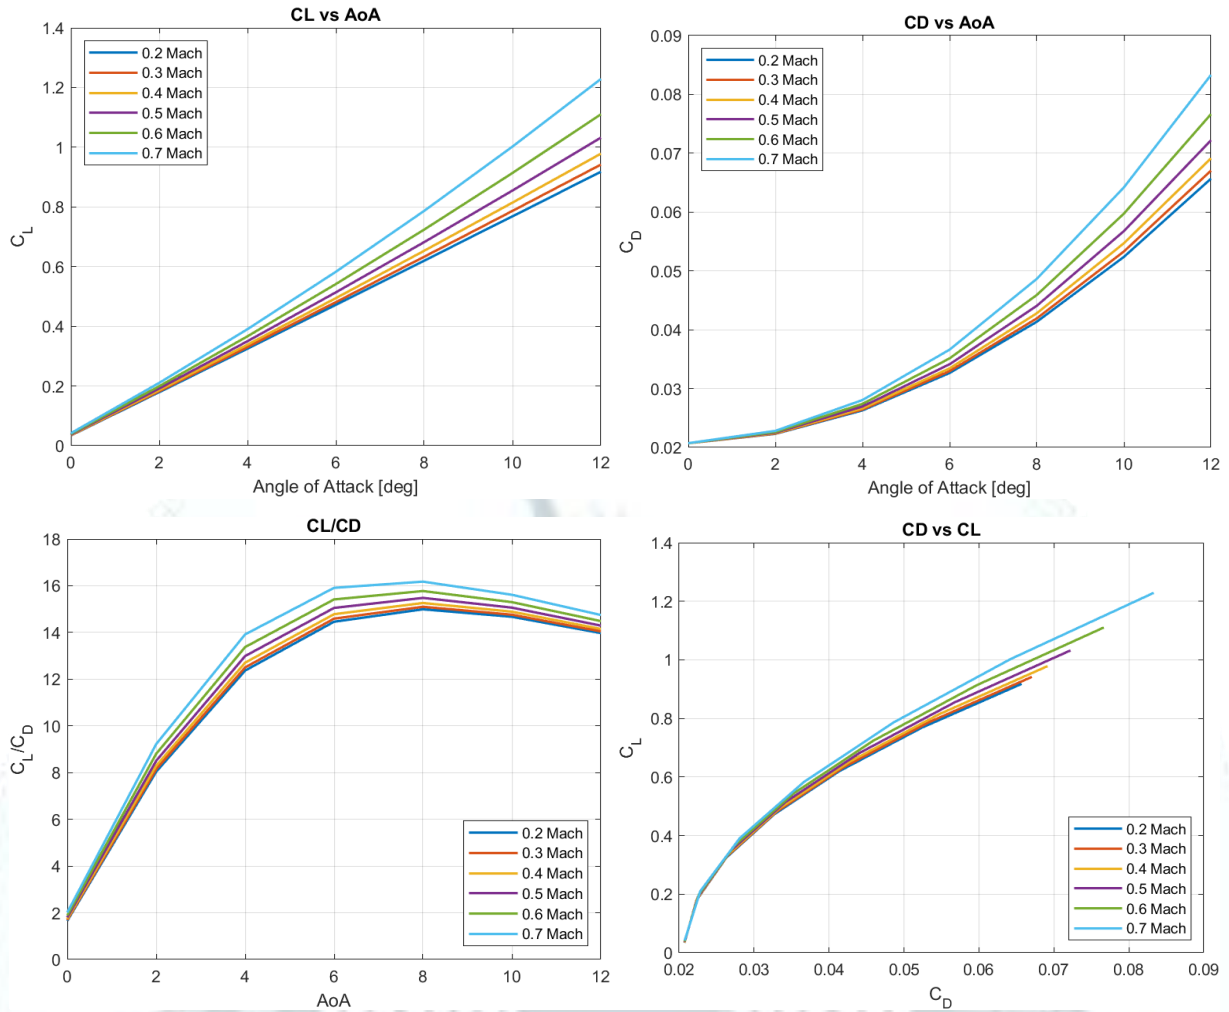 CL vs AoA
1.4
1.2
1
0.8
0.6
0.4
0.2
0
C_L
0.2 Mach
0.3 Mach
0.4 Mach
0.5 Mach
0.6 Mach
0.7 Mach
0 2 4 6 8 10 12
Angle of Attack [deg]
CD vs AoA
0.09
0.08
0.07
0.06
0.05
0.04
0.03
0.02
C_D
0.2 Mach
0.3 Mach
0.4 Mach
0.5 Mach
0.6 Mach
0.7 Mach
0 2 4 6 8 10 12
Angle of Attack [deg]
CL/CD
18
16
14
12
10
8
6
4
2
0
C_L/C_D
0.2 Mach
0.3 Mach
0.4 Mach
0.5 Mach
0.6 Mach
0.7 Mach
0 2 4 6 8 10 12
AoA
CD vs CL
1.4
1.2
1
0.8
0.6
0.4
0.2
0
C_L
0.2 Mach
0.3 Mach
0.4 Mach
0.5 Mach
0.6 Mach
0.7 Mach
0.02 0.03 0.04 0.05 0.06 0.07 0.08 0.09
C_D